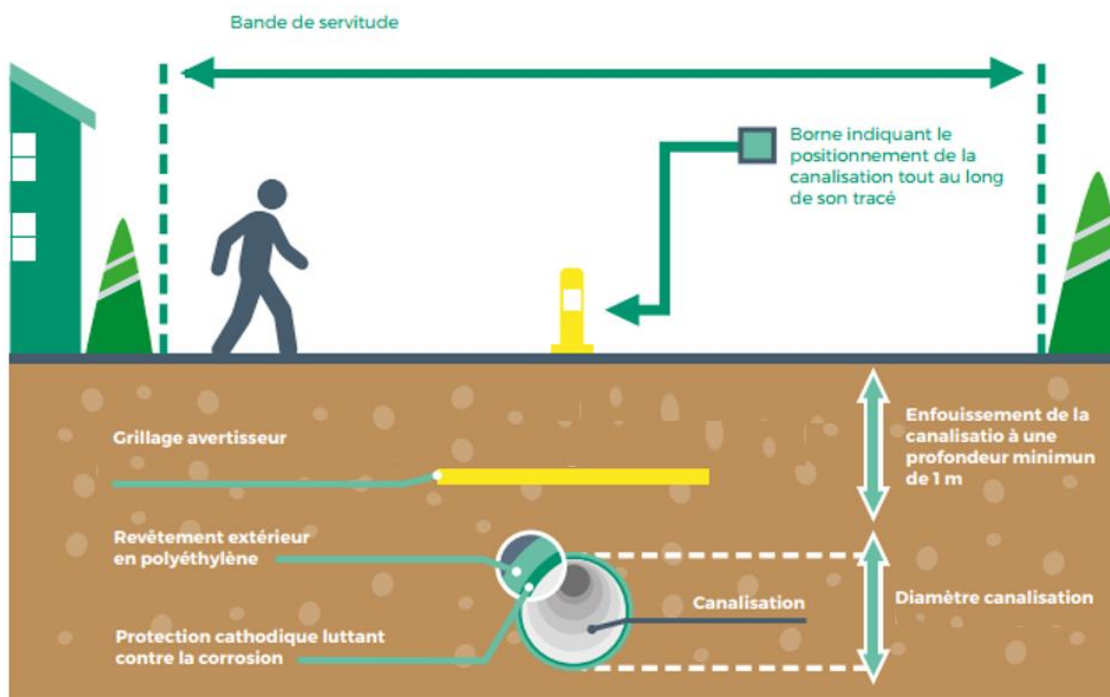 Bande de servitude
Borne indiquant le
positionnement de la
canalisation tout au long
de son tracé
Grillage avertisseur
Enfouissement de la
canalisatio à une
profondeur minimun
de 1 m
Revêtement extérieur
en polyéthylène
Canalisation
Diamètre canalisation
Protection cathodique luttant
contre la corrosion